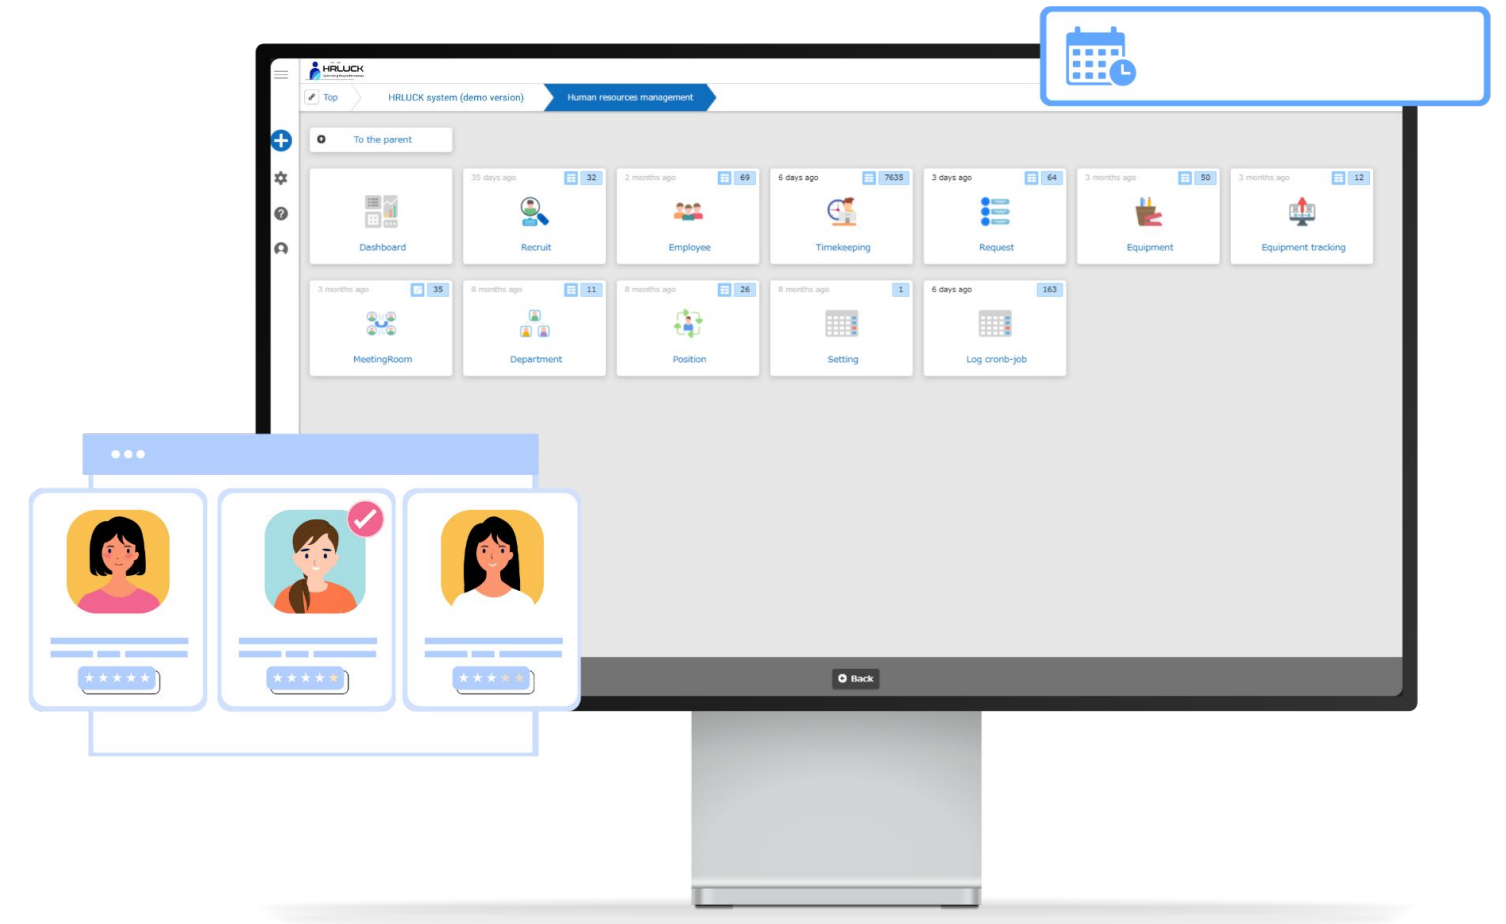 HRLUCK
Top
HRLUCK system (demo version)
Human resources management
To the parent
Dashboard
35 days ago 32
Recruit
2 months ago 69
Employee
6 days ago 7635
Timekeeping
3 days ago 64
Request
3 months ago 50
Equipment
3 months ago 12
Equipment tracking
3 months ago 35
MeetingRoom
8 months ago 11
Department
8 months ago 26
Position
8 months ago 1
Setting
6 days ago 163
Log cronb-job
Back